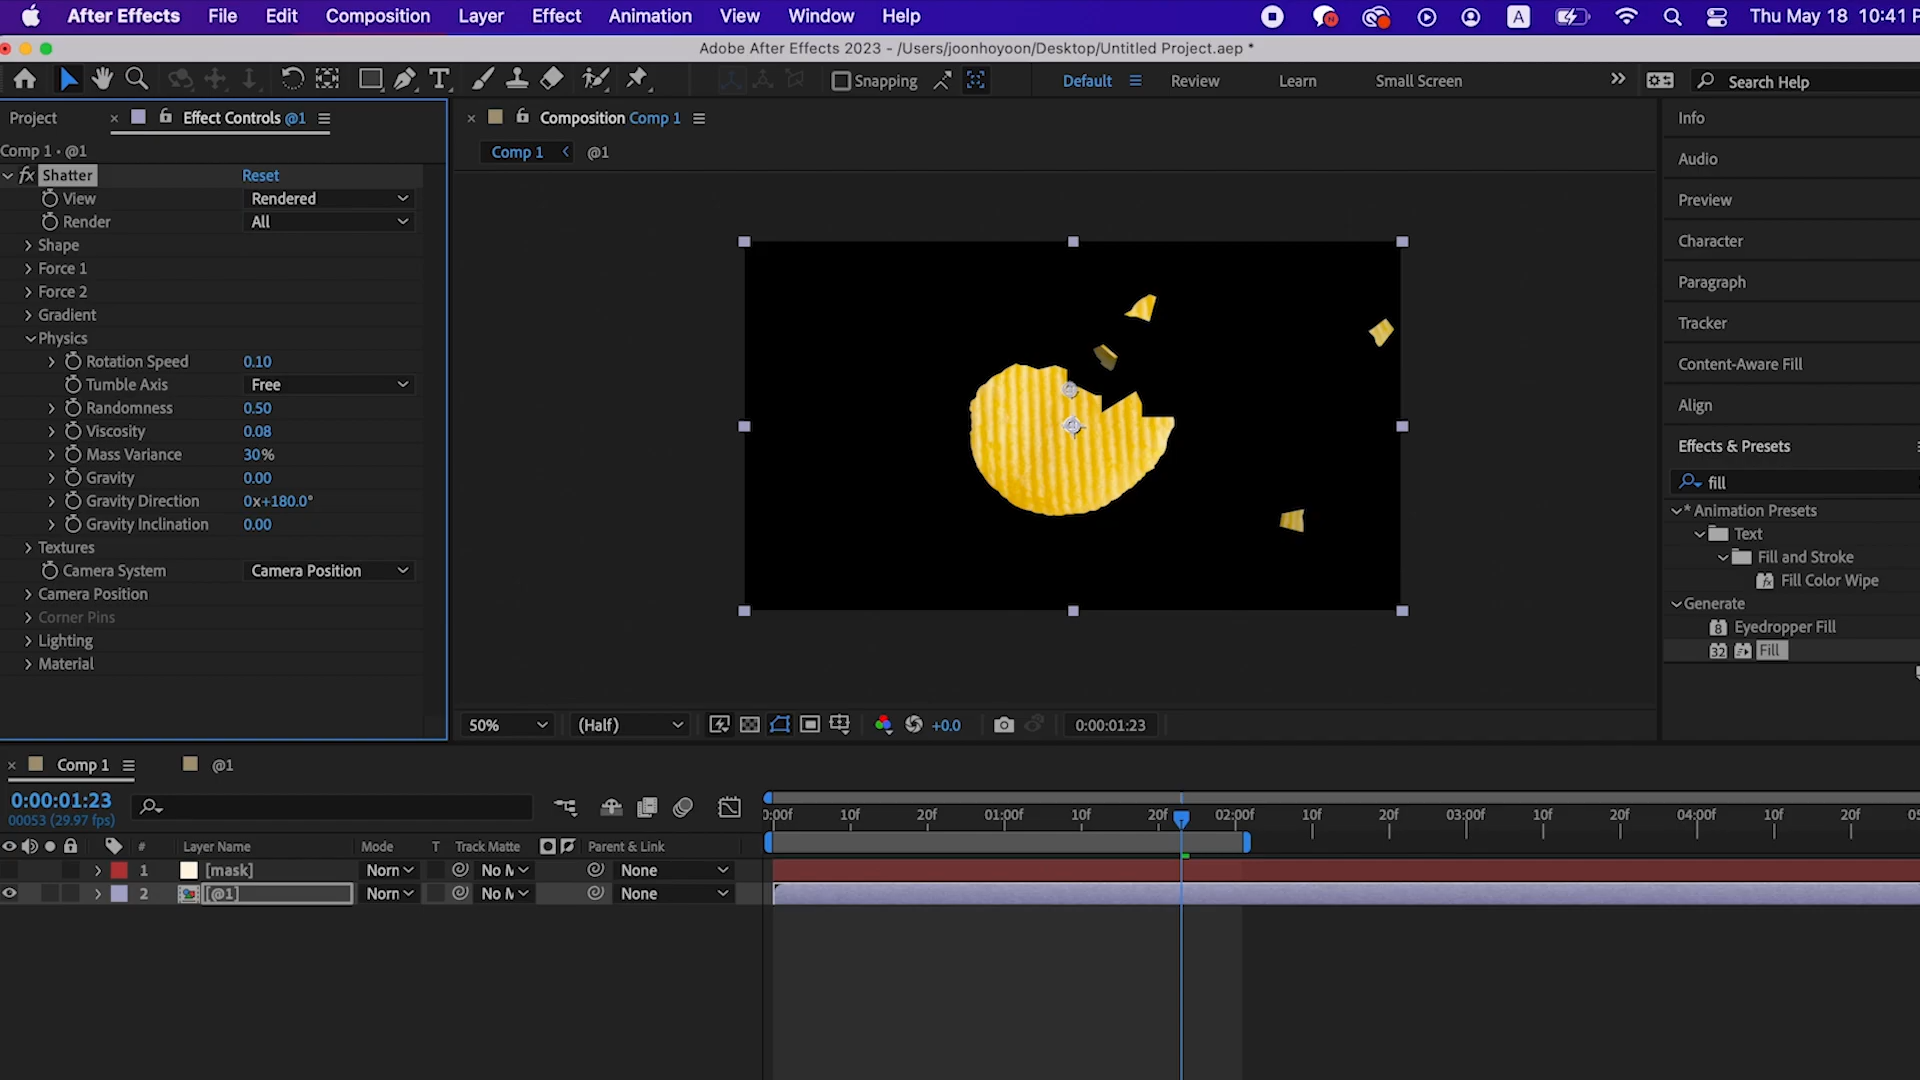 After Effects File Edit Composition Layer Effect Animation View Window Help A Thu May 18 10:41 P
Adobe After Effects 2023 - /Users/joonhoyoon/Desktop/Untitled Project.aep *
T Snapping Default Review Learn Small Screen Search Help
Project Effect Controls @1
Comp 1 • @1
fx Shatter Reset
View Rendered
Render All
Shape
Force 1
Force 2
Gradient
Physics
Rotation Speed 0.10
Tumble Axis Free
Randomness 0.50
Viscosity 0.08
Mass Variance 30%
Gravity 0.00
Gravity Direction 0x+180.0°
Gravity Inclination 0.00
Textures
Camera System Camera Position
Camera Position
Corner Pins
Lighting
Material
Composition Comp 1
Comp 1 @1
50% (Half) +0.0 0:00:01:23
Info
Audio
Preview
Character
Paragraph
Tracker
Content-Aware Fill
Align
Effects & Presets
fill
* Animation Presets
Text
Fill and Stroke
Fill Color Wipe
Generate
8 Eyedropper Fill
32 Fill
Comp 1 @1
0:00:01:23
00053 (29.97 fps)
:00f 10f 20f 01:00f 10f 20f 02:00f 10f 20f 03:00f 10f 20f 04:00f 10f 20f 05
# Layer Name Mode T Track Matte Parent & Link
1 [mask] Norn No M None
2 [@1] Norn No M None